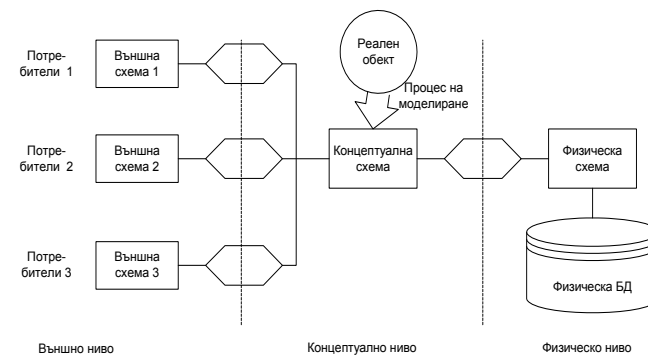 Потре-
бители 1
Външна
схема 1
Реален
обект
Процес на
моделиране
Потре-
бители 2
Външна
схема 2
Концептуална
схема
Физическа
схема
Потре-
бители 3
Външна
схема 3
Физическа БД
Външно ниво
Концептуално ниво
Физическо ниво